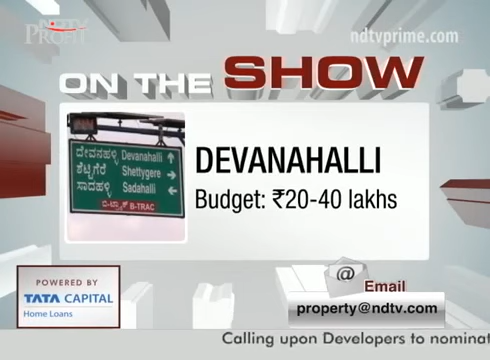 NDTV
PROFIT
ndtvprime.com
ON THE SHOW
ದೇವನಹಳ್ಳಿ Devanahalli
ಶೆಟ್ಟಿಗೆರೆ Shettygere
ಸಾದಹಳ್ಳಿ Sadahalli
ಬಿ-ಟ್ರ್ಯಾಕ್ B-TRAC
DEVANAHALLI
Budget: ₹20-40 lakhs
POWERED BY
TATA CAPITAL
Home Loans
@
Email
property@ndtv.com
Calling upon Developers to nominat